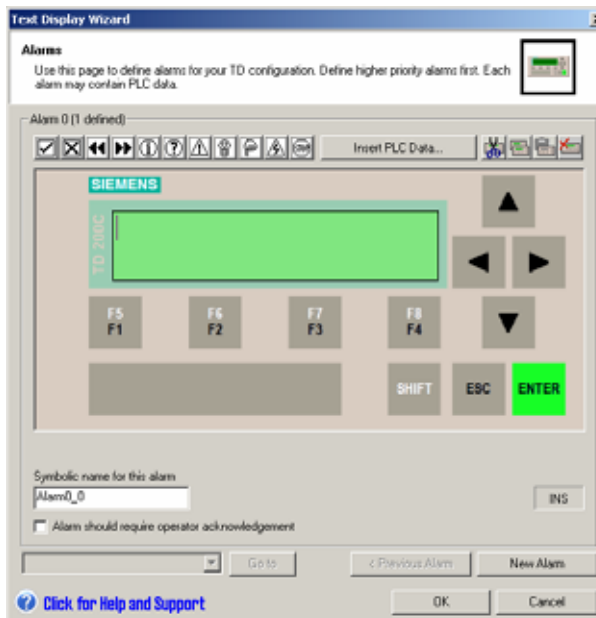 Text Display Wizard
Alarms
Use this page to define alarms for your TD configuration. Define higher priority alarms first. Each
alarm may contain PLC data.
Alarm 0 (1 defined)
Insert PLC Data...
SIEMENS
TD 200C
F5 F6 F7 F8
F1 F2 F3 F4
SHIFT ESC ENTER
Symbolic name for this alarm
Alarm0_0
INS
Alarm should require operator acknowledgement
Go to < Previous Alarm New Alarm
Click for Help and Support OK Cancel